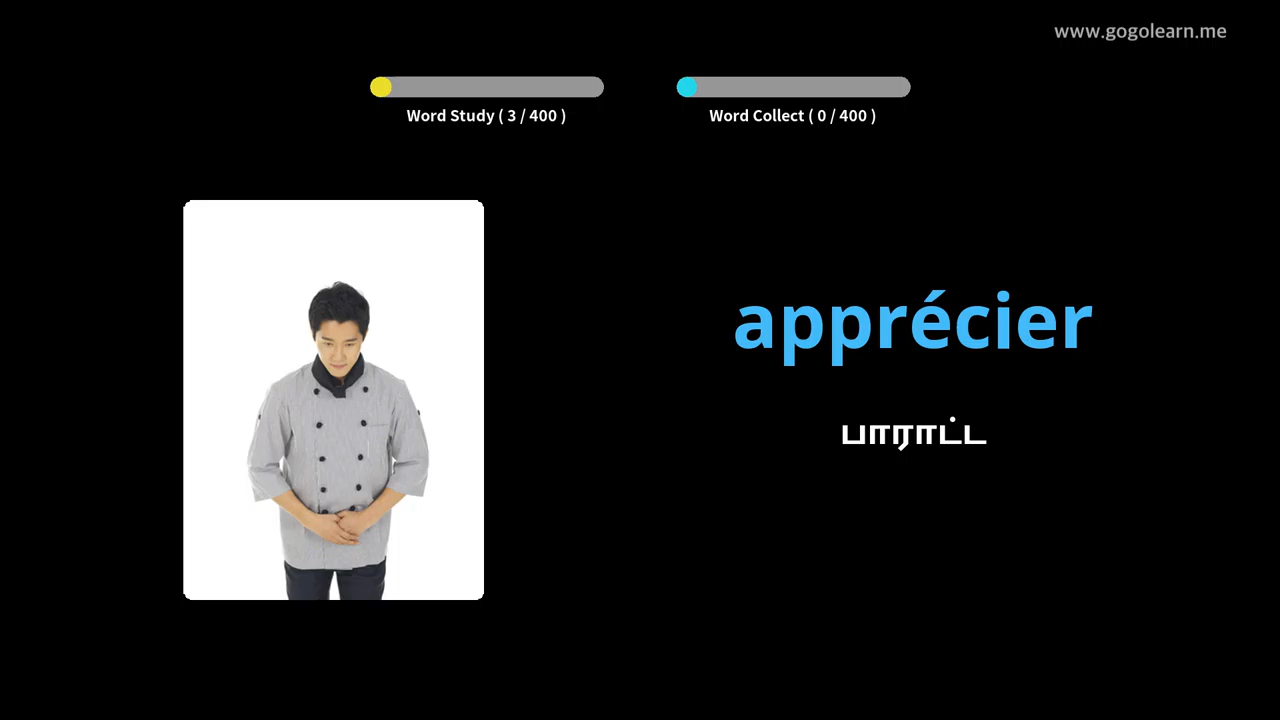 www.gogolearn.me
Word Study ( 3 / 400 )
Word Collect ( 0 / 400 )
apprécier
பாராட்ட